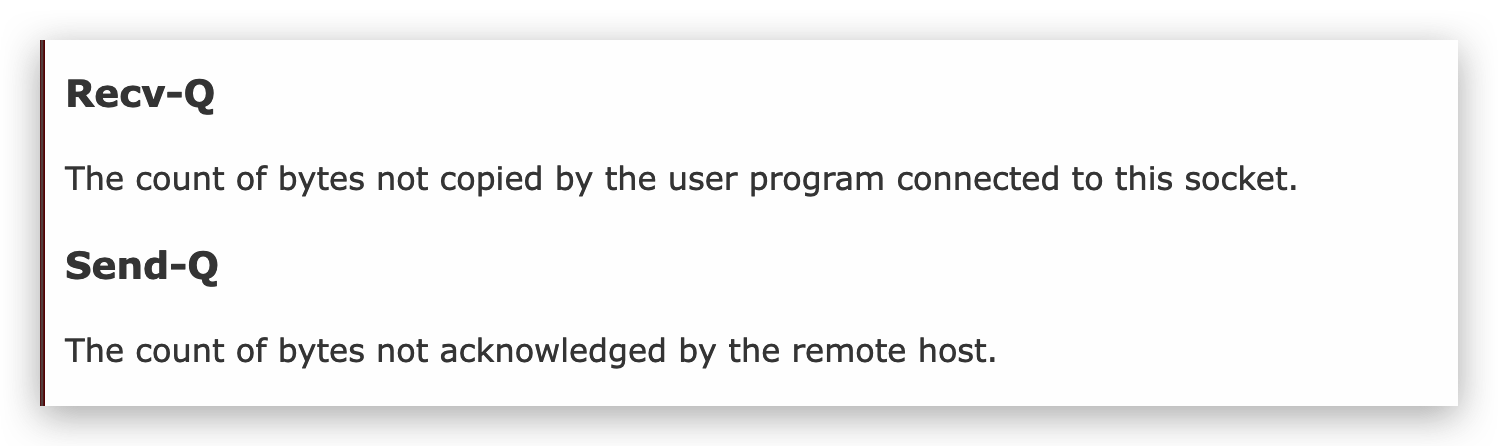 Recv-Q
The count of bytes not copied by the user program connected to this socket.
Send-Q
The count of bytes not acknowledged by the remote host.